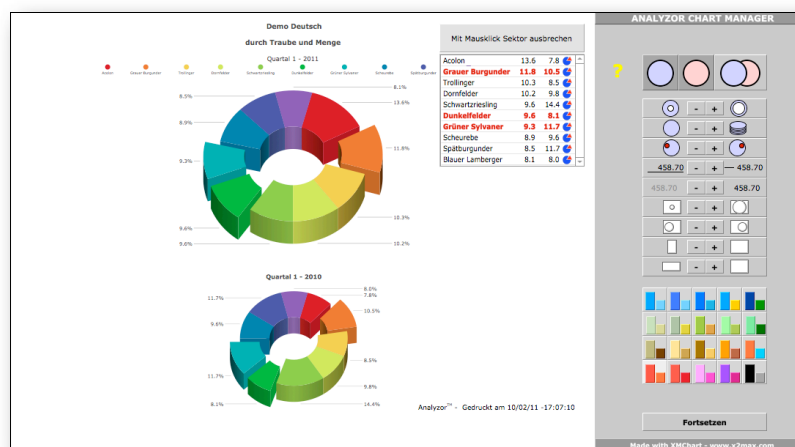 Demo Deutsch
durch Traube und Menge
Quartal 1 - 2011
Acolon Grauer Burgunder Trollinger Dornfelder Schwartzriesling Dunkelfelder Grüner Sylvaner Scheurebe Spätburgunder
8.1%
13.6%
11.8%
10.3%
10.2%
9.6%
9.6%
9.3%
8.9%
8.5%
Quartal 1 - 2010
8.0%
7.8%
10.5%
8.5%
9.8%
14.4%
8.1%
11.7%
9.6%
11.7%
Mit Mausklick Sektor ausbrechen
Acolon_ 13.6 7.8
Grauer Burgunder 11.8 10.5
Trollinger 10.3 8.5
Dornfelder 10.2 9.8
Schwartzriesling 9.6 14.4
Dunkelfelder 9.6 8.1
Grüner Sylvaner 9.3 11.7
Scheurebe 8.9 9.6
Spätburgunder 8.5 11.7
Blauer Lamberger 8.1 8.0
Analyzor™ - Gedruckt am 10/02/11 -17:07:10
ANALYZOR CHART MANAGER
?
- +
- +
- +
458.70 - + 458.70
458.70 - + 458.70
- +
- +
- +
- +
Fortsetzen
Made with XMChart - www.x2max.com